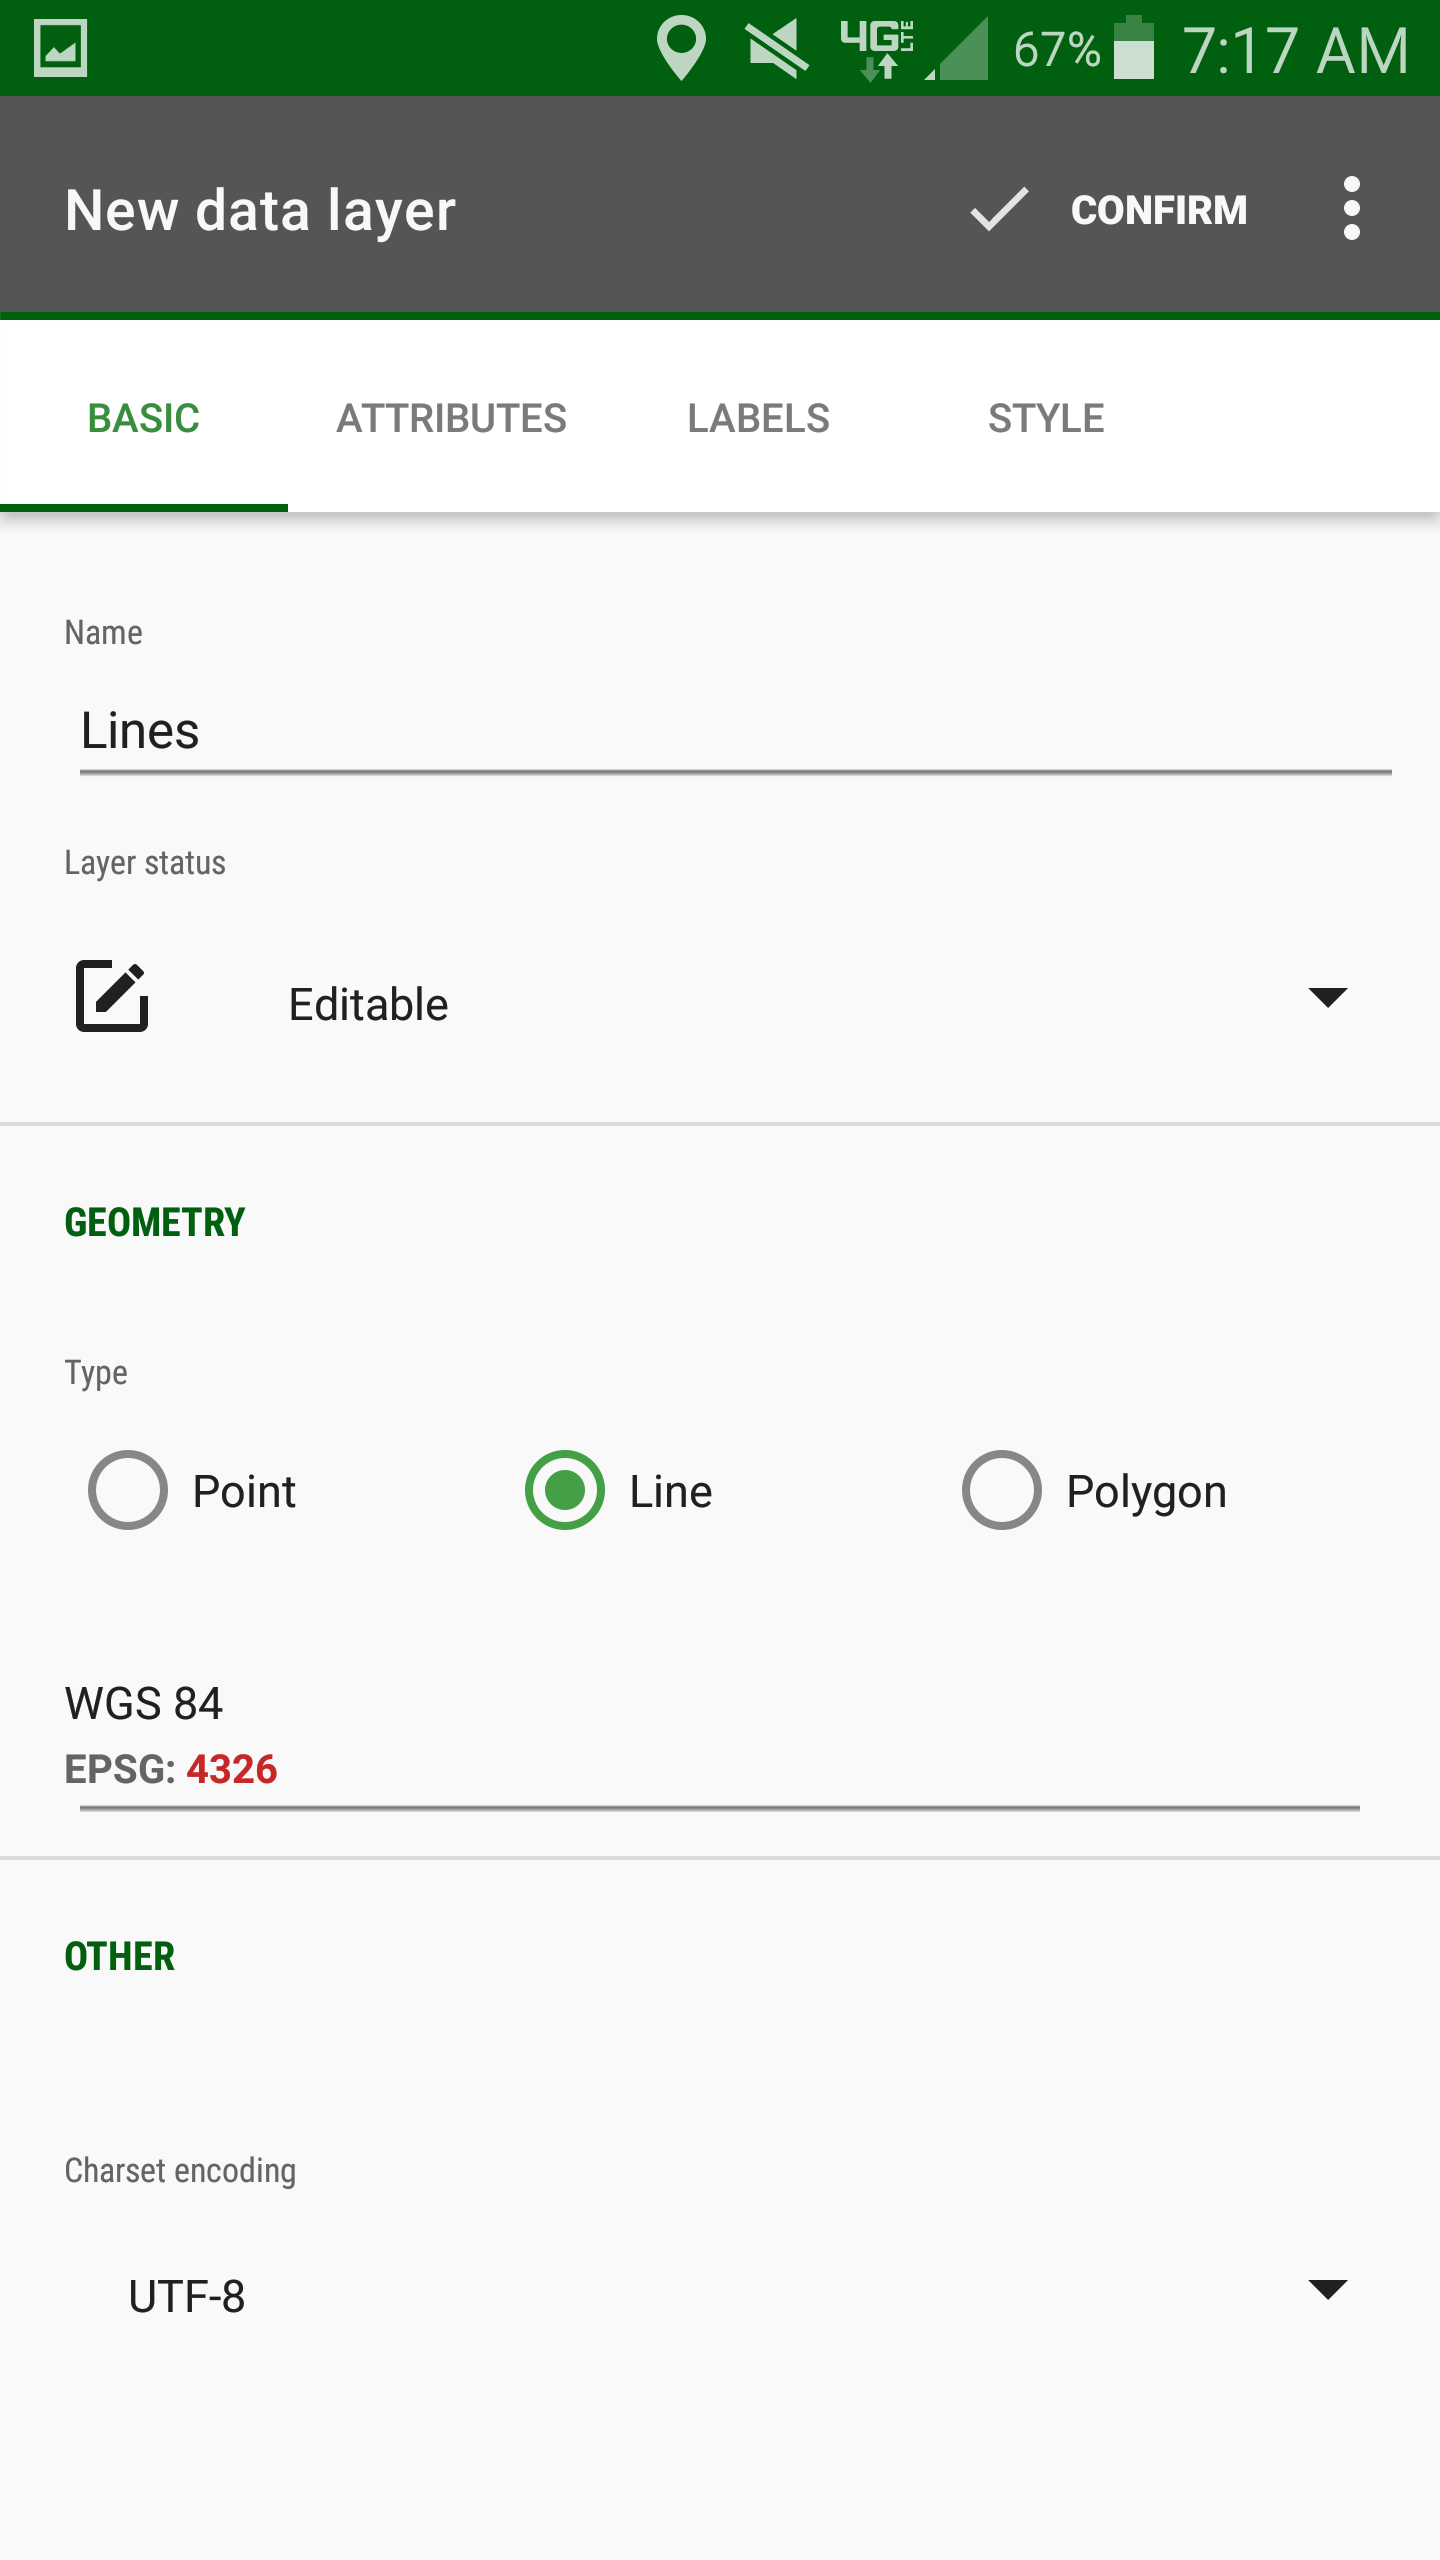 4G LTE 67% 7:17 AM
New data layer CONFIRM
BASIC ATTRIBUTES LABELS STYLE
Name
Lines
Layer status
Editable
GEOMETRY
Type
Point Line Polygon
WGS 84
EPSG: 4326
OTHER
Charset encoding
UTF-8